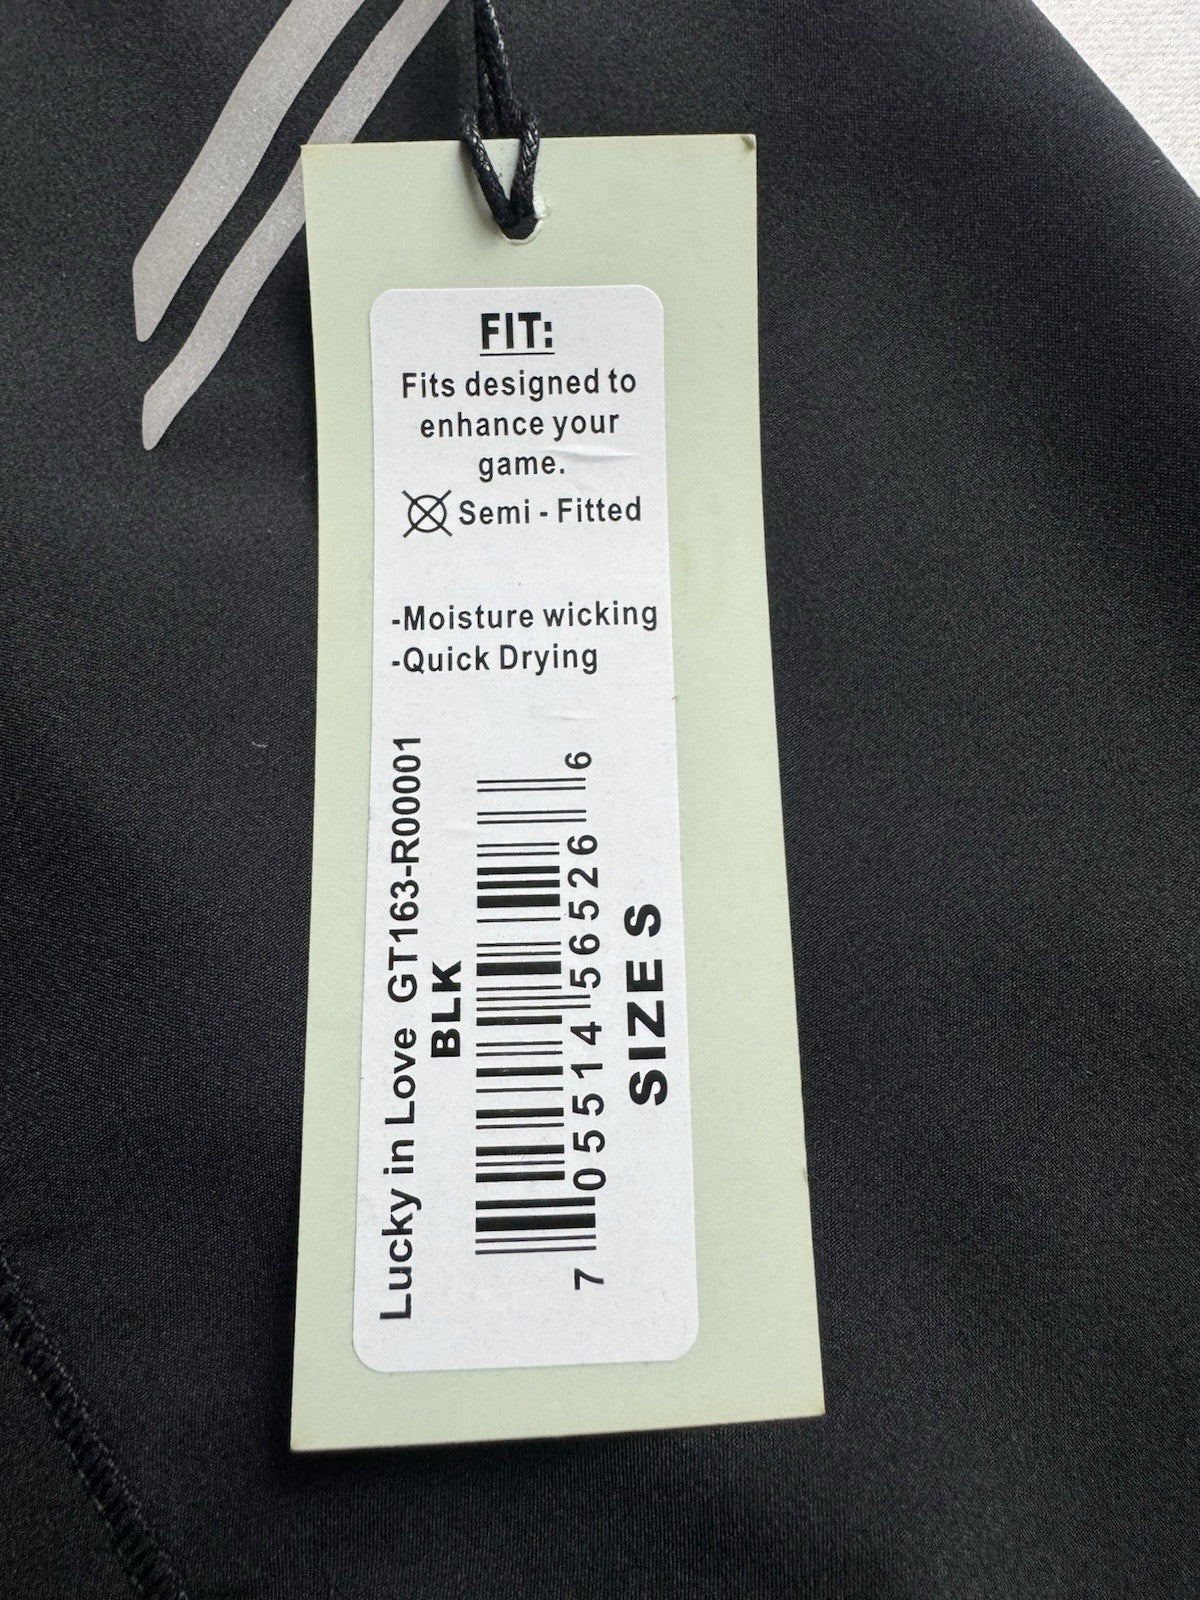 FIT:
Fits designed to
enhance your
game.
Semi - Fitted
-Moisture wicking
-Quick Drying
Lucky in Love GT163-R00001
BLK
7 05514 56526 6
SIZE S